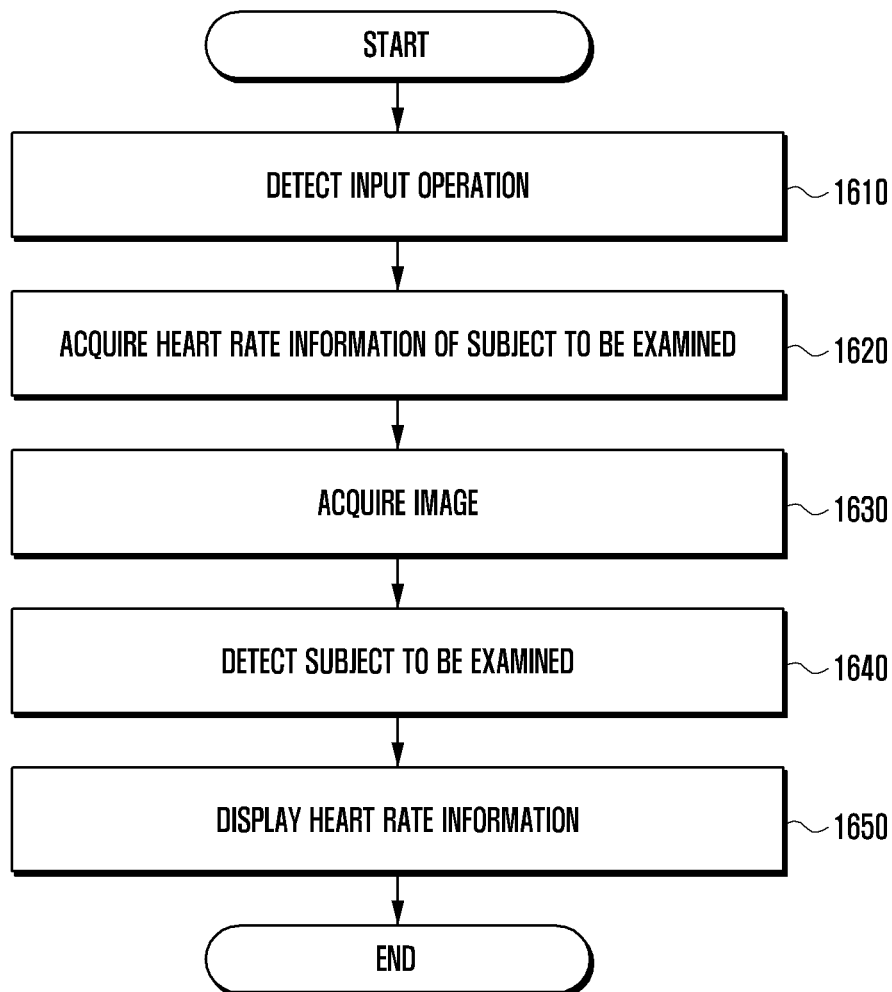 START
DETECT INPUT OPERATION
1610
ACQUIRE HEART RATE INFORMATION OF SUBJECT TO BE EXAMINED
1620
ACQUIRE IMAGE
1630
DETECT SUBJECT TO BE EXAMINED
1640
DISPLAY HEART RATE INFORMATION
1650
END